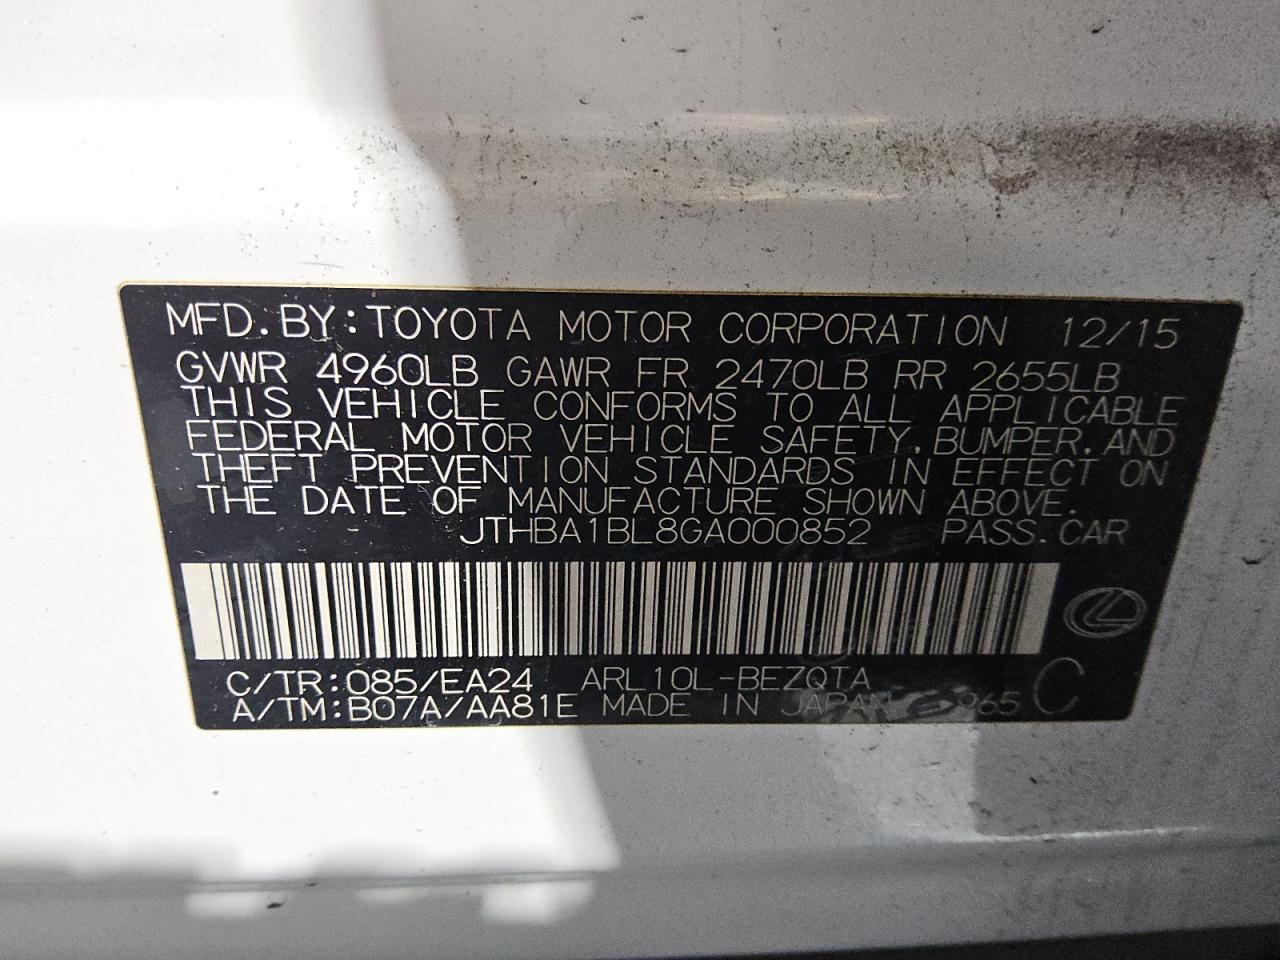 MFD. BY: TOYOTA MOTOR CORPORATION 12/15
GVWR 4960LB GAWR FR 2470LB RR 2655LB
THIS VEHICLE CONFORMS TO ALL APPLICABLE
FEDERAL MOTOR VEHICLE SAFETY, BUMPER, AND
THEFT PREVENTION STANDARDS IN EFFECT ON
THE DATE OF MANUFACTURE SHOWN ABOVE.
JTHBA1BL8GA000852 PASS. CAR
C/TR: 085/EA24 ARL10L-BEZQTA
A/TM: B07A/AA81E MADE IN JAPAN C